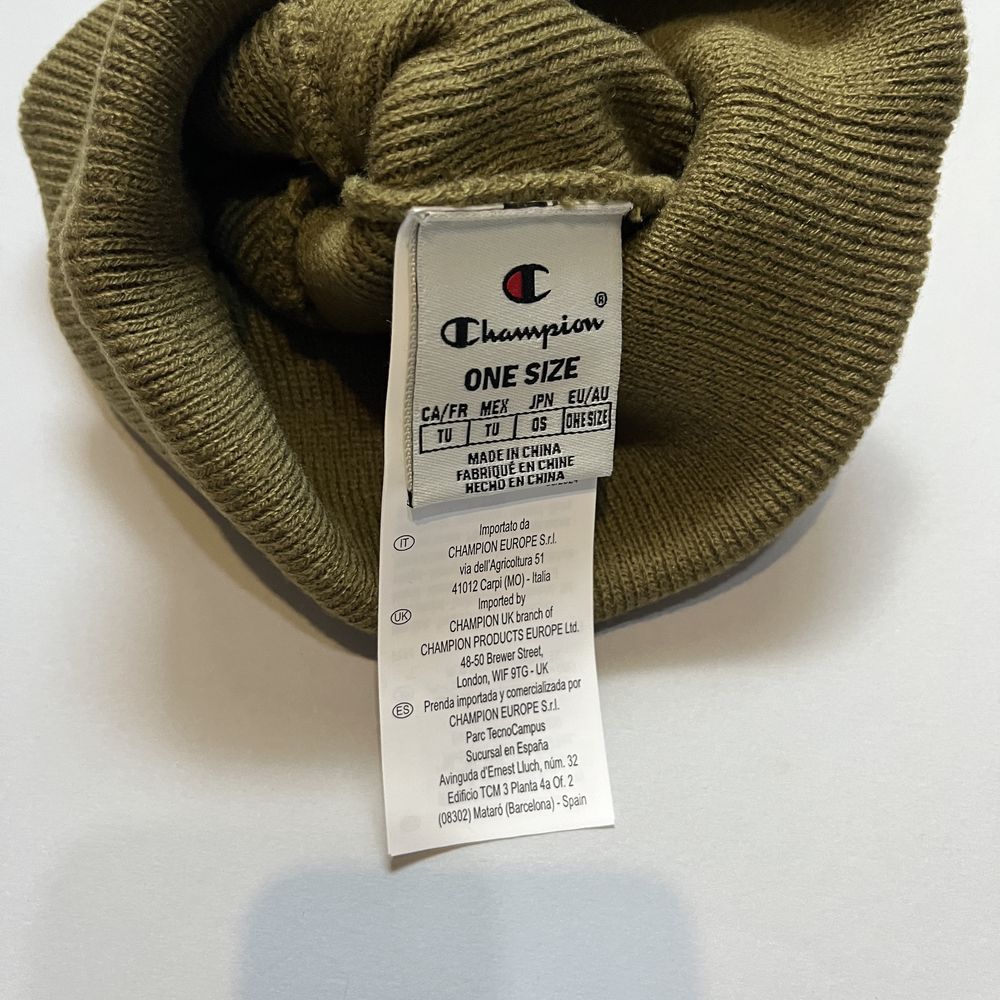 Champion®
ONE SIZE
CA/FR MEX JPN EU/AU
TU TU OS ONE SIZE
MADE IN CHINA
FABRIQUÉ EN CHINE
HECHO EN CHINA
IT Importato da
CHAMPION EUROPE S.r.l.
via dell'Agricoltura 51
41012 Carpi (MO) - Italia
UK Imported by
CHAMPION UK branch of
CHAMPION PRODUCTS EUROPE Ltd.
48-50 Brewer Street,
London, WIF 9TG - UK
ES Prenda importada y comercializada por
CHAMPION EUROPE S.r.l.
Parc TecnoCampus
Sucursal en España
Avinguda d'Ernest Lluch, núm. 32
Edificio TCM 3 Planta 4a Of. 2
(08302) Mataró (Barcelona) - Spain